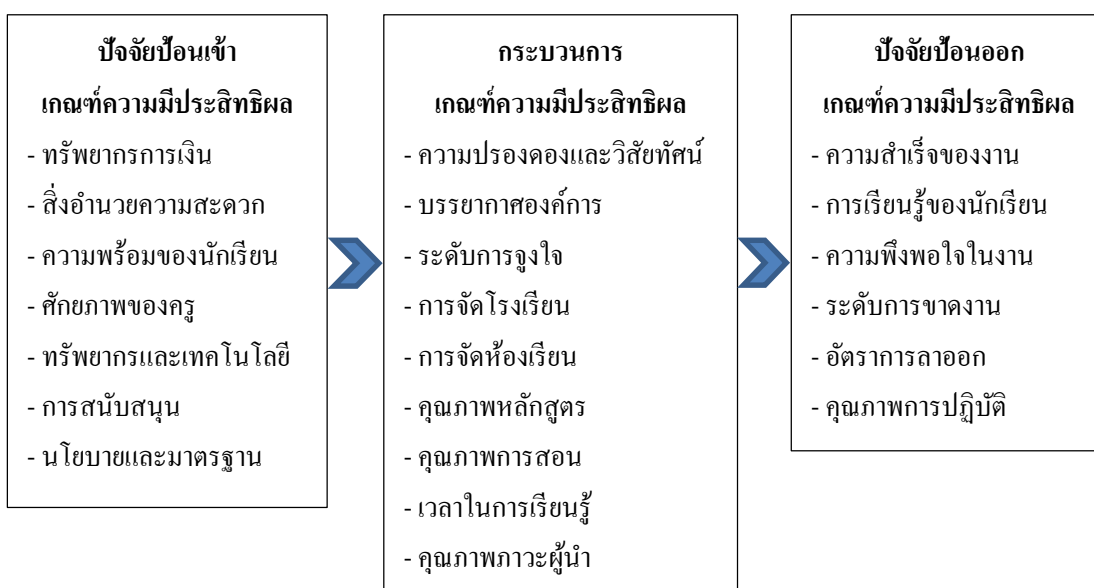 ปัจจัยป้อนเข้า
เกณฑ์ความมีประสิทธิผล
- ทรัพยากรการเงิน
- สิ่งอำนวยความสะดวก
- ความพร้อมของนักเรียน
- ศักยภาพของครู
- ทรัพยากรและเทคโนโลยี
- การสนับสนุน
- นโยบายและมาตรฐาน
กระบวนการ
เกณฑ์ความมีประสิทธิผล
- ความปรองดองและวิสัยทัศน์
- บรรยากาศองค์การ
- ระดับการจูงใจ
- การจัดโรงเรียน
- การจัดห้องเรียน
- คุณภาพหลักสูตร
- คุณภาพการสอน
- เวลาในการเรียนรู้
- คุณภาพภาวะผู้นำ
ปัจจัยป้อนออก
เกณฑ์ความมีประสิทธิผล
- ความสำเร็จของงาน
- การเรียนรู้ของนักเรียน
- ความพึงพอใจในงาน
- ระดับการขาดงาน
- อัตราการลาออก
- คุณภาพการปฏิบัติ